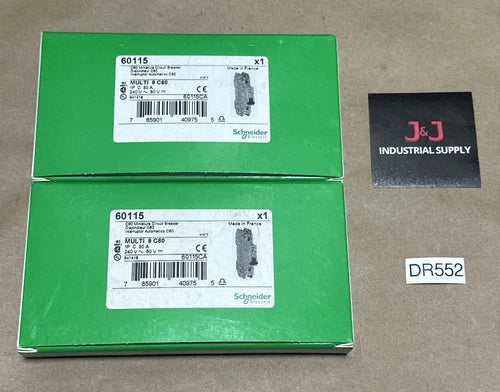 60115 x1
C60 Miniature Circuit Breaker Made in France
Disjoncteur C60
Interruptor Automatico C60
MULTI 9 C60
1P C 30 A
240 V ~ 60 V CE
60115CA
7 85901 40975 5
Schneider
Electric
60115 x1
C60 Miniature Circuit Breaker Made in France
Disjoncteur C60
Interruptor Automatico C60
MULTI 9 C60
1P C 30 A
240 V ~ 60 V CE
60115CA
7 85901 40975 5
Schneider
Electric
J&J
INDUSTRIAL SUPPLY
DR552